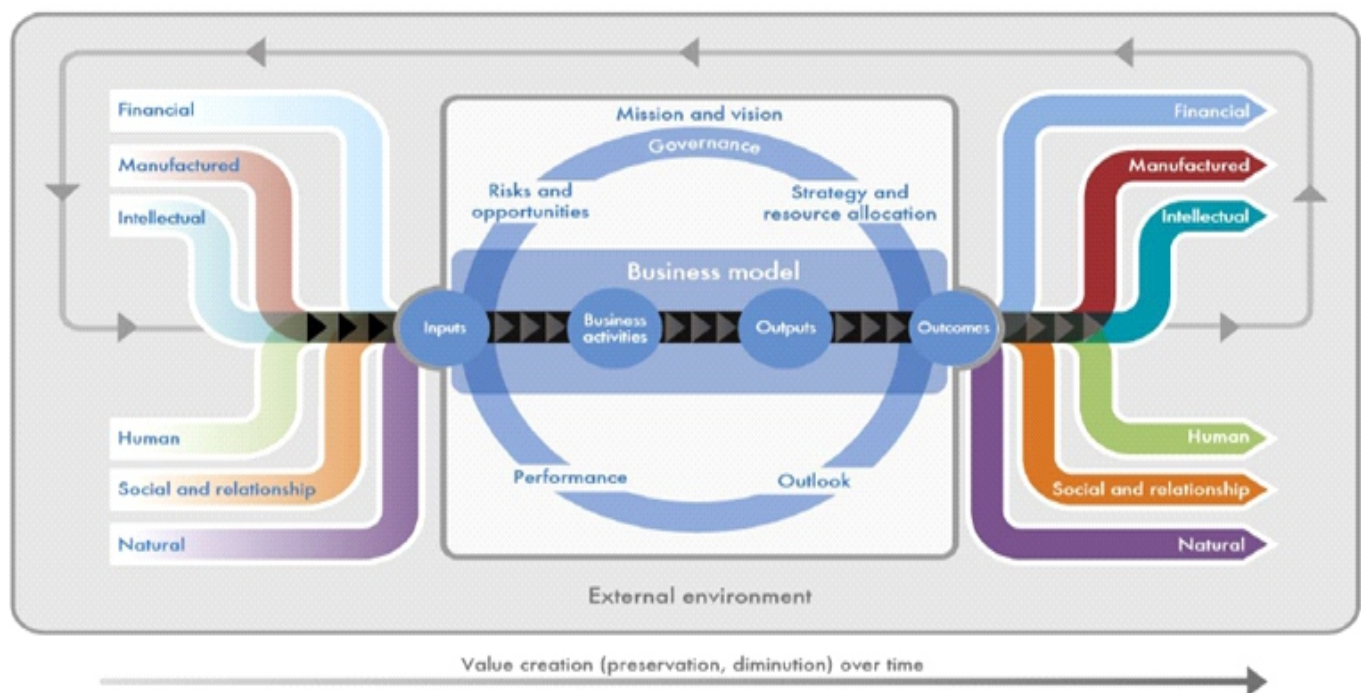 Financial
Manufactured
Intellectual
Human
Social and relationship
Natural
Mission and vision
Governance
Risks and
opportunities
Strategy and
resource allocation
Business model
Inputs
Business
activities
Outputs
Outcomes
Performance
Outlook
Financial
Manufactured
Intellectual
Human
Social and relationship
Natural
External environment
Value creation (preservation, diminution) over time